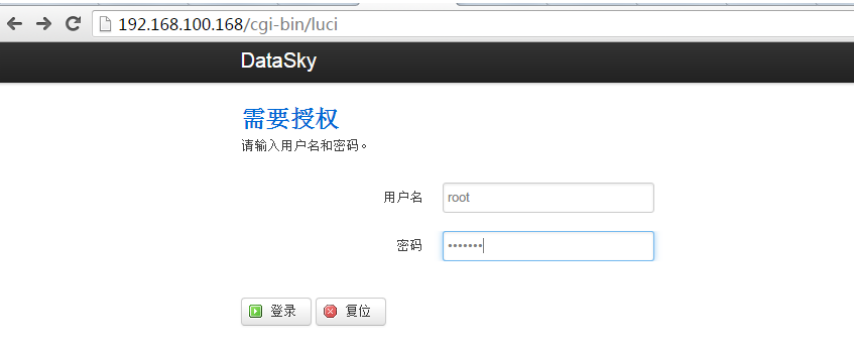 192.168.100.168/cgi-bin/luci
DataSky
需要授权
请输入用户名和密码。
用户名 root
密码 •••••••
登录 复位